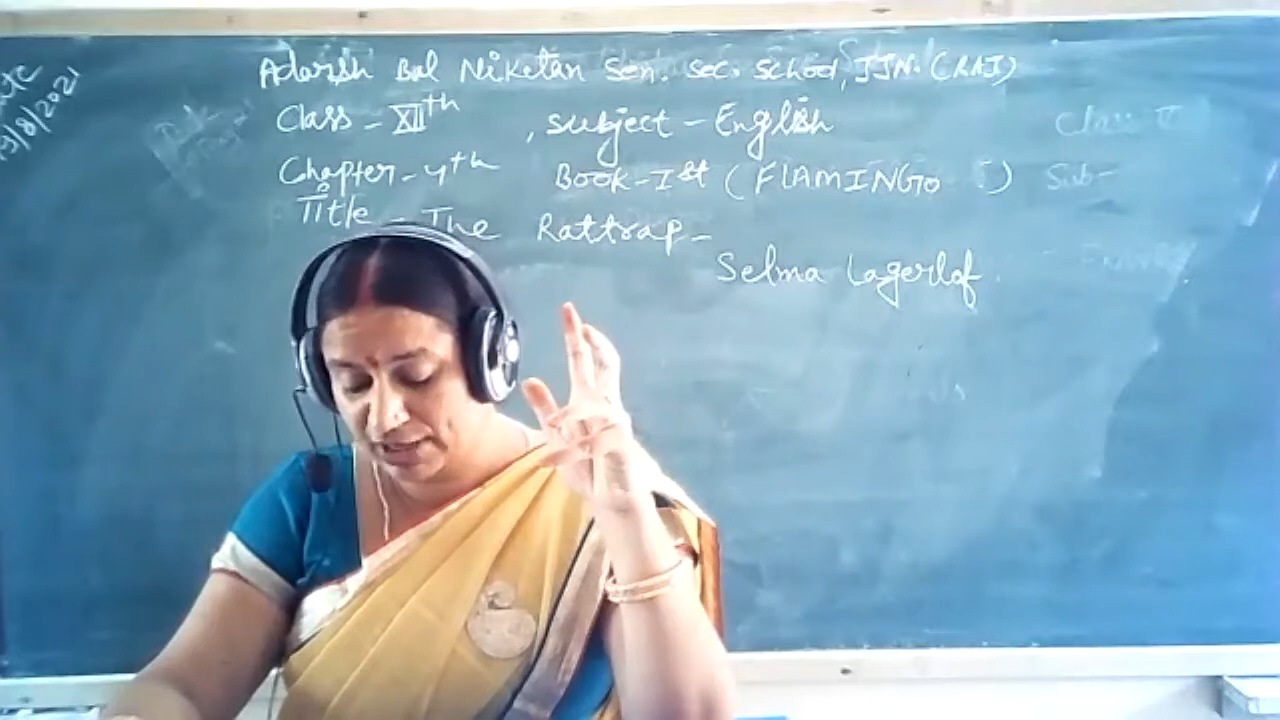 Adarsh Bal Niketan Sen. Sec. School, JJN. (RAJ)
Class - XIIth , Subject - English
Chapter - 4th Book - Ist (FLAMINGO)
Title - The Rattrap -
Selma Lagerlof
/8/2021
Class
Sub-